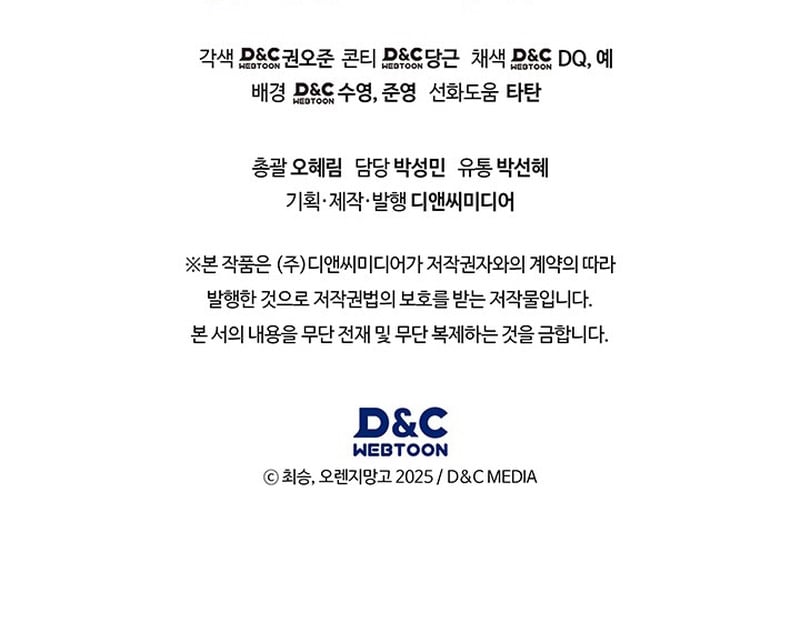 각색 D&C WEBTOON 권오준 콘티 D&C WEBTOON 당근 채색 D&C WEBTOON DQ, 예
배경 D&C WEBTOON 수영, 준영 선화도움 타탄
총괄 오혜림 담당 박성민 유통 박선혜
기획·제작·발행 디앤씨미디어
※본 작품은 (주)디앤씨미디어가 저작권자와의 계약의 따라
발행한 것으로 저작권법의 보호를 받는 저작물입니다.
본 서의 내용을 무단 전재 및 무단 복제하는 것을 금합니다.
D&C
WEBTOON
ⓒ 최승, 오렌지망고 2025 / D&C MEDIA